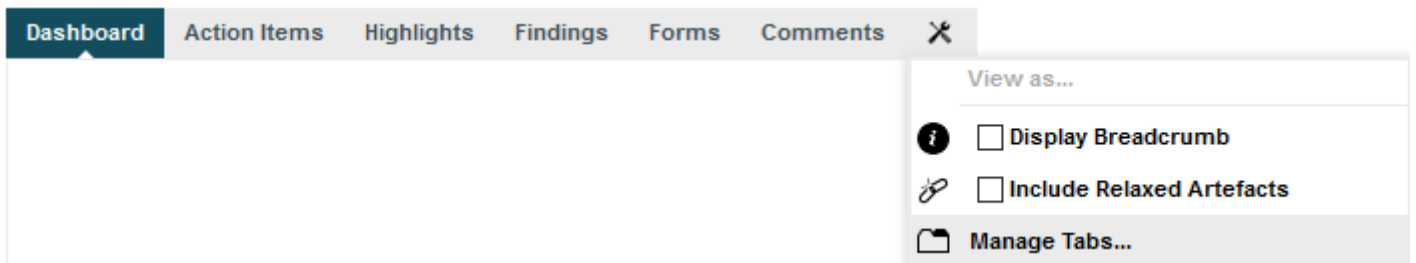 Dashboard Action Items Highlights Findings Forms Comments
View as...
Display Breadcrumb
Include Relaxed Artefacts
Manage Tabs...